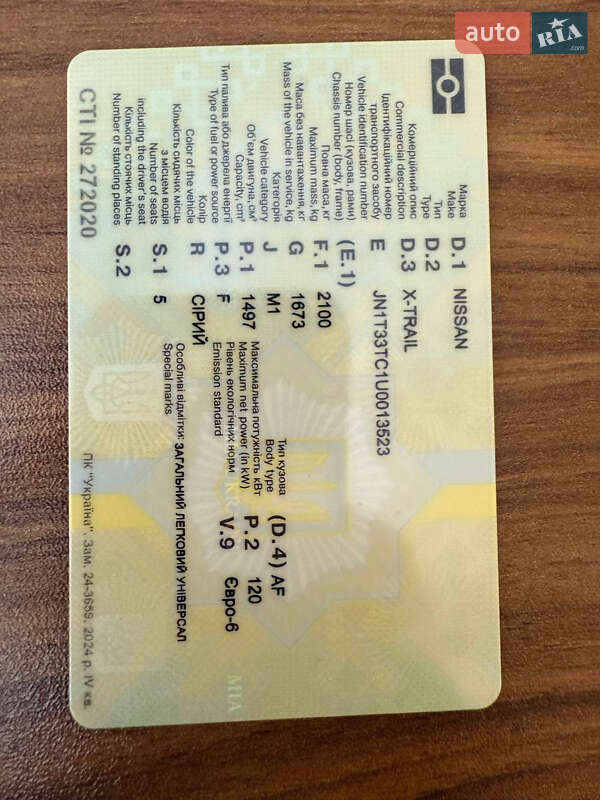 auto RIA .com
Марка D.1 NISSAN
Make
Тип D.2
Type
Комерційний опис D.3 X-TRAIL
Commercial description
Ідентифікаційний номер E JN1T33TC1U0013523
транспортного засобу
Vehicle identification number
Номер шасі (кузова, рами) (E.1)
Chassis number (body, frame)
Повна маса, кг F.1 2100
Maximum mass, kg
Маса без навантаження, кг G 1673
Mass of the vehicle in service, kg
Категорія J M1 Тип кузова (D.4) AF
Vehicle category Body type
Об'єм двигуна, см³ P.1 1497 Максимальна потужність кВт P.2 120
Capacity, cm³ Maximum net power (in kW)
Тип палива або джерела енергії P.3 F Рівень екологічних норм V.9 Євро-6
Type of fuel or power source Emission standard
Колір R СІРИЙ
Color of the vehicle
Кількість сидячих місць S.1 5 Особливі відмітки: ЗАГАЛЬНИЙ ЛЕГКОВИЙ УНІВЕРСАЛ
з місцем водія Special marks
Number of seats
including the driver's seat
Кількість стоячих місць S.2
Number of standing places
СТІ № 272020
ПК "Україна". Зам. 24-3659. 2024 р. IV кв.
MIA